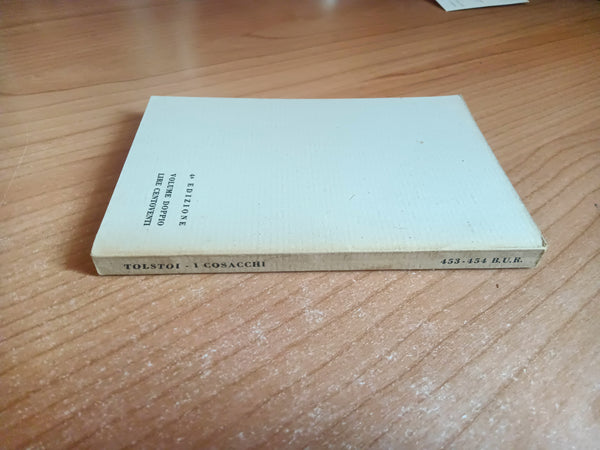 4ª EDIZIONE
VOLUME DOPPIO
LIRE CENTOVENTI
TOLSTOI - I COSACCHI
453-454 B.U.R.